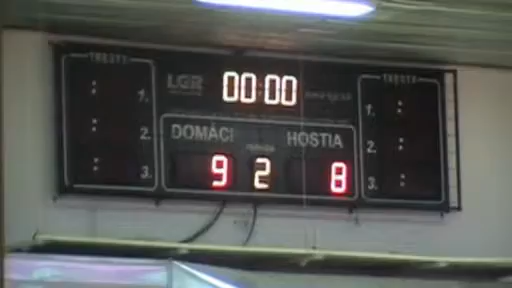 TRESTY
LGR
00:00
TRESTY
1.
2.
3.
1.
2.
3.
DOMÁCI
HOSTIA
9
2
8